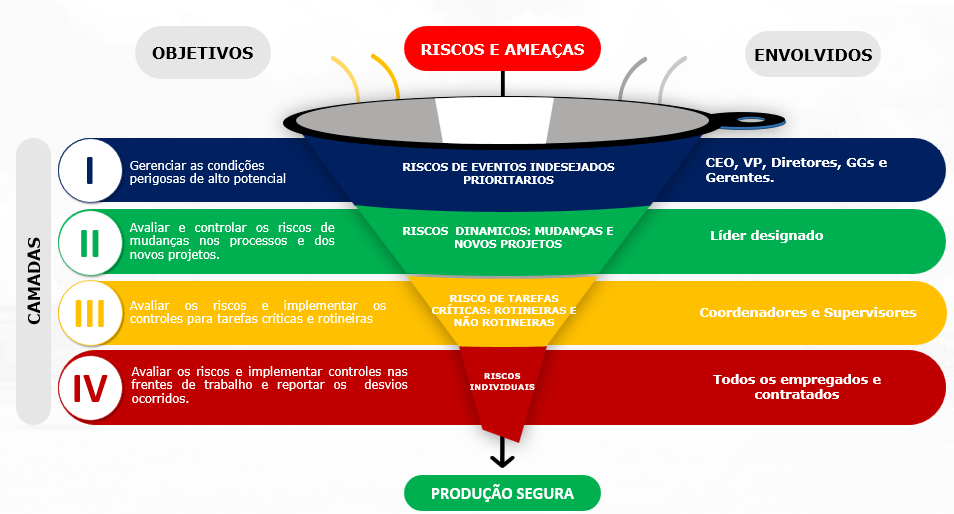 OBJETIVOS
RISCOS E AMEAÇAS
ENVOLVIDOS
CAMADAS
I
Gerenciar as condições
perigosas de alto potencial
RISCOS DE EVENTOS INDESEJADOS
PRIORITARIOS
CEO, VP, Diretores, GGs e
Gerentes.
II
Avaliar e controlar os riscos de
mudanças nos processos e dos
novos projetos.
RISCOS DINAMICOS: MUDANÇAS E
NOVOS PROJETOS
Líder designado
III
Avaliar os riscos e implementar os
controles para tarefas críticas e rotineiras
RISCO DE TAREFAS
CRÍTICAS: ROTINEIRAS E
NÃO ROTINEIRAS
Coordenadores e Supervisores
IV
Avaliar os riscos e implementar controles nas
frentes de trabalho e reportar os desvios
ocorridos.
RISCOS
INDIVIDUAIS
Todos os empregados e
contratados
PRODUÇÃO SEGURA